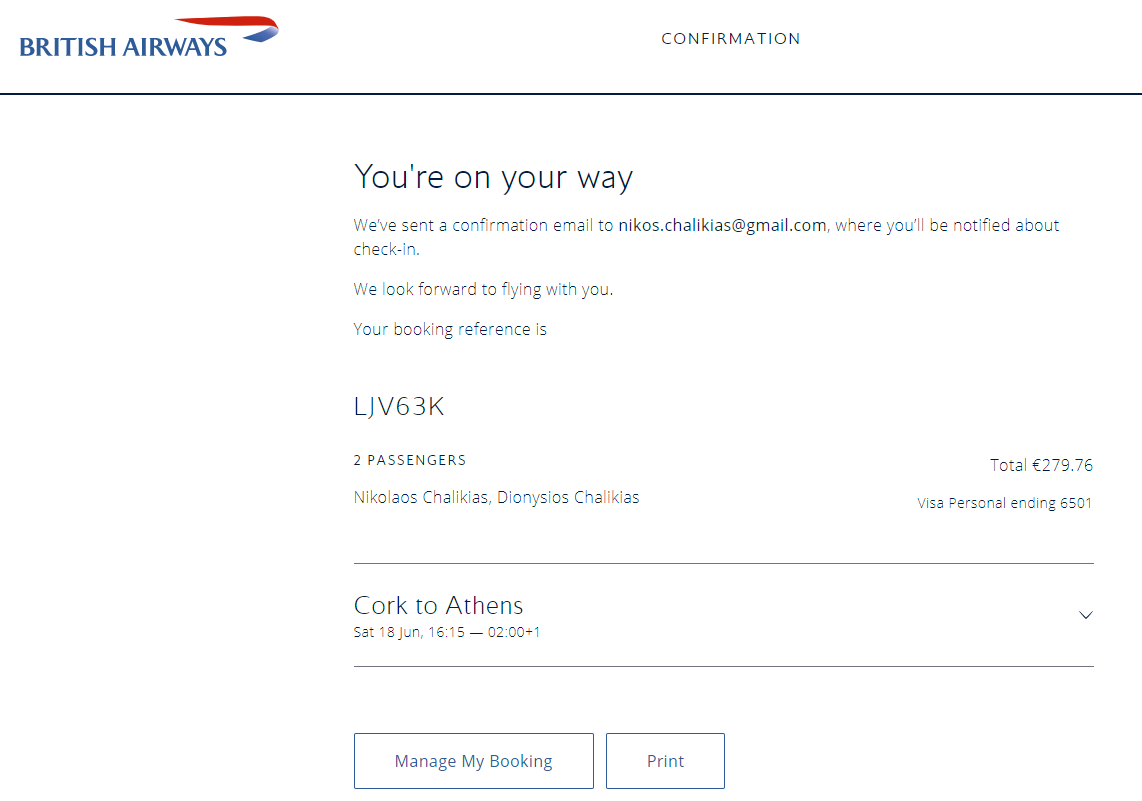 BRITISH AIRWAYS
CONFIRMATION
You're on your way
We've sent a confirmation email to nikos.chalikias@gmail.com, where you'll be notified about
check-in.
We look forward to flying with you.
Your booking reference is
LJV63K
2 PASSENGERS
Total €279.76
Nikolaos Chalikias, Dionysios Chalikias
Visa Personal ending 6501
Cork to Athens
Sat 18 Jun, 16:15 — 02:00+1
Manage My Booking
Print